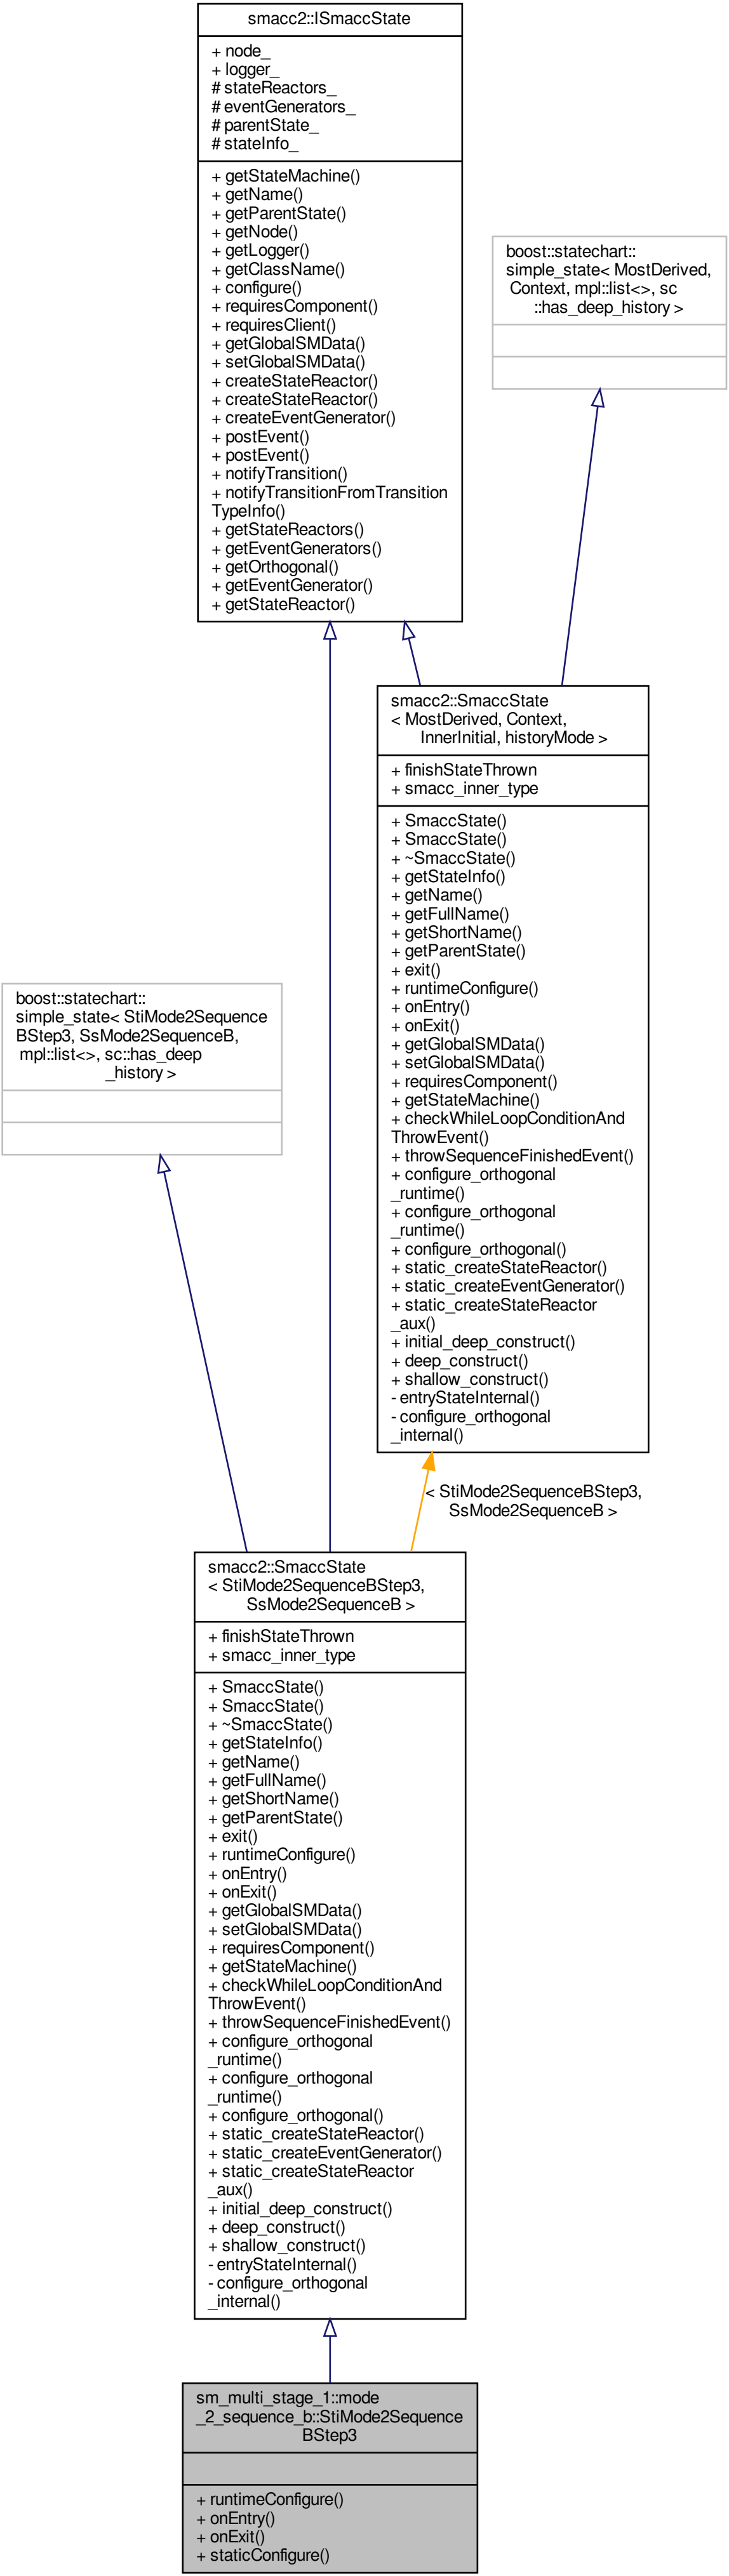 smacc2::ISmaccState
+ node_
+ logger_
# stateReactors_
# eventGenerators_
# parentState_
# stateInfo_
+ getStateMachine()
+ getName()
+ getParentState()
+ getNode()
+ getLogger()
+ getClassName()
+ configure()
+ requiresComponent()
+ requiresClient()
+ getGlobalSMData()
+ setGlobalSMData()
+ createStateReactor()
+ createStateReactor()
+ createEventGenerator()
+ postEvent()
+ postEvent()
+ notifyTransition()
+ notifyTransitionFromTransition
TypeInfo()
+ getStateReactors()
+ getEventGenerators()
+ getOrthogonal()
+ getEventGenerator()
+ getStateReactor()
boost::statechart::
simple_state< MostDerived,
Context, mpl::list<>, sc
::has_deep_history >
smacc2::SmaccState
< MostDerived, Context,
InnerInitial, historyMode >
+ finishStateThrown
+ smacc_inner_type
+ SmaccState()
+ SmaccState()
+ ~SmaccState()
+ getStateInfo()
+ getName()
+ getFullName()
+ getShortName()
+ getParentState()
+ exit()
+ runtimeConfigure()
+ onEntry()
+ onExit()
+ getGlobalSMData()
+ setGlobalSMData()
+ requiresComponent()
+ getStateMachine()
+ checkWhileLoopConditionAnd
ThrowEvent()
+ throwSequenceFinishedEvent()
+ configure_orthogonal
_runtime()
+ configure_orthogonal
_runtime()
+ configure_orthogonal()
+ static_createStateReactor()
+ static_createEventGenerator()
+ static_createStateReactor
_aux()
+ initial_deep_construct()
+ deep_construct()
+ shallow_construct()
- entryStateInternal()
- configure_orthogonal
_internal()
boost::statechart::
simple_state< StiMode2Sequence
BStep3, SsMode2SequenceB,
mpl::list<>, sc::has_deep
_history >
< StiMode2SequenceBStep3,
SsMode2SequenceB >
smacc2::SmaccState
< StiMode2SequenceBStep3,
SsMode2SequenceB >
+ finishStateThrown
+ smacc_inner_type
+ SmaccState()
+ SmaccState()
+ ~SmaccState()
+ getStateInfo()
+ getName()
+ getFullName()
+ getShortName()
+ getParentState()
+ exit()
+ runtimeConfigure()
+ onEntry()
+ onExit()
+ getGlobalSMData()
+ setGlobalSMData()
+ requiresComponent()
+ getStateMachine()
+ checkWhileLoopConditionAnd
ThrowEvent()
+ throwSequenceFinishedEvent()
+ configure_orthogonal
_runtime()
+ configure_orthogonal
_runtime()
+ configure_orthogonal()
+ static_createStateReactor()
+ static_createEventGenerator()
+ static_createStateReactor
_aux()
+ initial_deep_construct()
+ deep_construct()
+ shallow_construct()
- entryStateInternal()
- configure_orthogonal
_internal()
sm_multi_stage_1::mode
_2_sequence_b::StiMode2Sequence
BStep3
+ runtimeConfigure()
+ onEntry()
+ onExit()
+ staticConfigure()